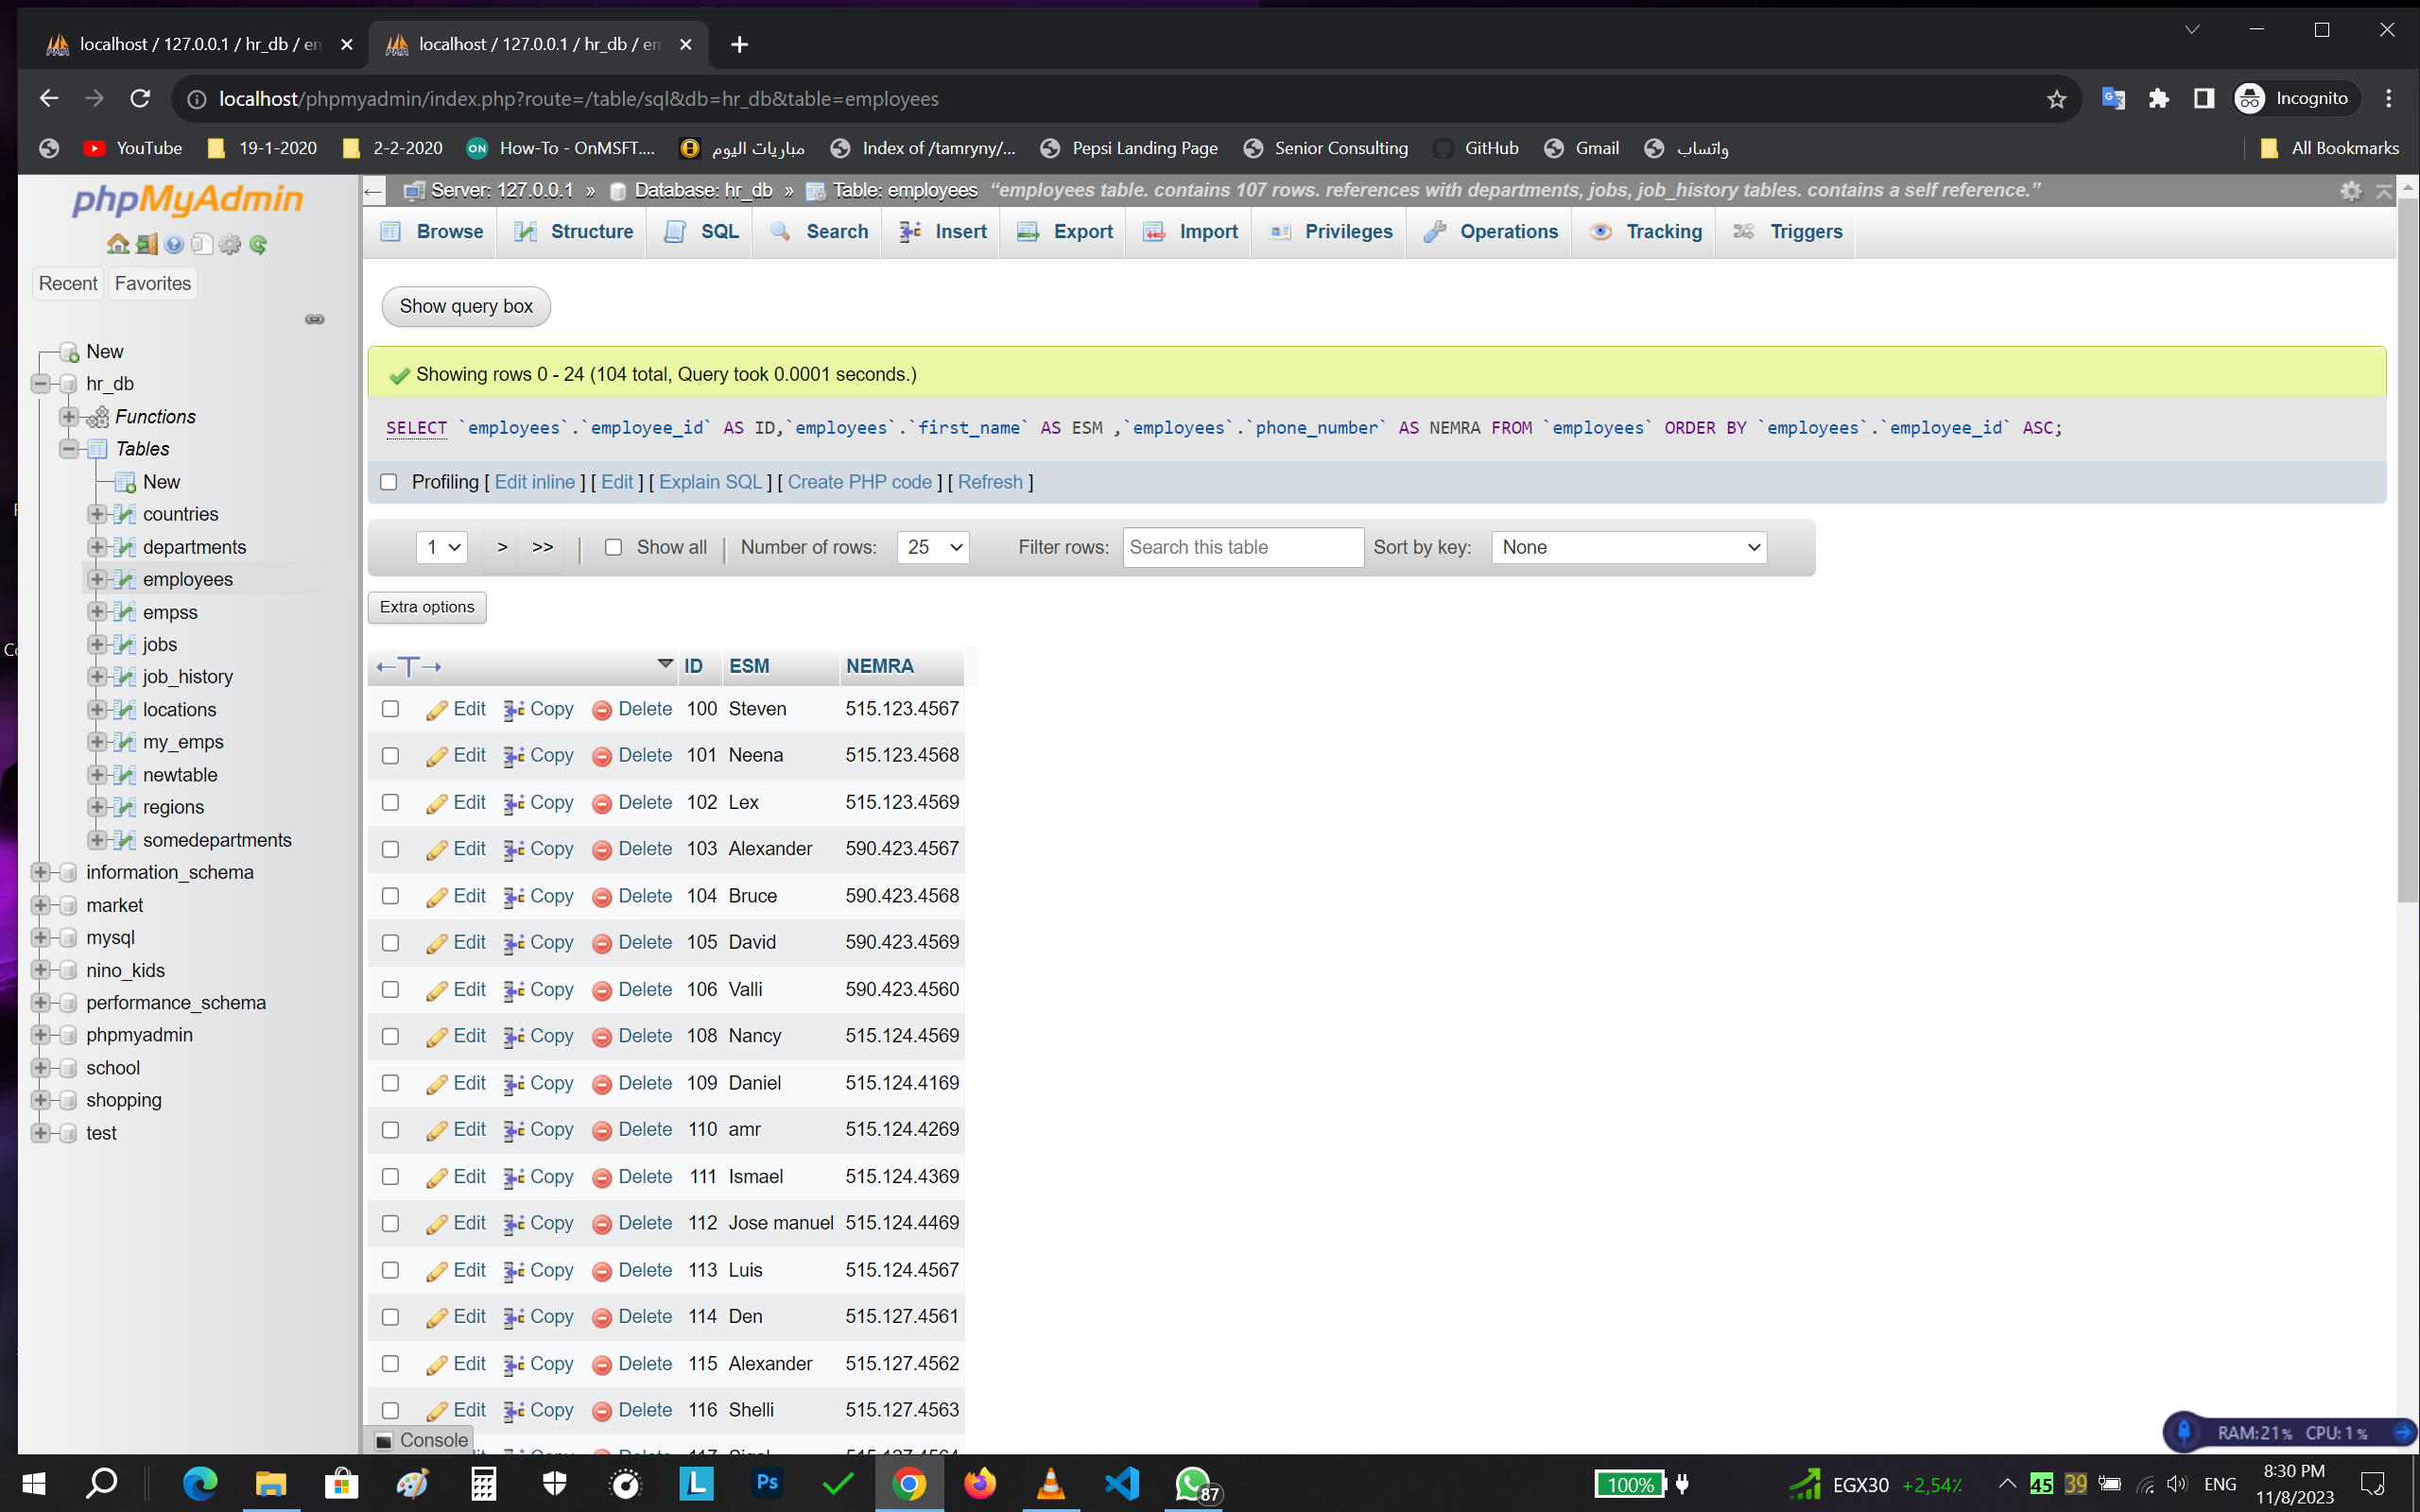 localhost / 127.0.0.1 / hr_db / em
localhost / 127.0.0.1 / hr_db / em
localhost/phpmyadmin/index.php?route=/table/sql&db=hr_db&table=employees
Incognito
YouTube
19-1-2020
2-2-2020
How-To - OnMSFT....
مباريات اليوم
Index of /tamryny/...
Pepsi Landing Page
Senior Consulting
GitHub
Gmail
واتساب
All Bookmarks
phpMyAdmin
Recent
Favorites
New
hr_db
Functions
Tables
New
countries
departments
employees
empss
jobs
job_history
locations
my_emps
newtable
regions
somedepartments
information_schema
market
mysql
nino_kids
performance_schema
phpmyadmin
school
shopping
test
Server: 127.0.0.1 » Database: hr_db » Table: employees “employees table. contains 107 rows. references with departments, jobs, job_history tables. contains a self reference.”
Browse Structure SQL Search Insert Export Import Privileges Operations Tracking Triggers
Show query box
Showing rows 0 - 24 (104 total, Query took 0.0001 seconds.)
SELECT `employees`.`employee_id` AS ID,`employees`.`first_name` AS ESM ,`employees`.`phone_number` AS NEMRA FROM `employees` ORDER BY `employees`.`employee_id` ASC;
Profiling [ Edit inline ] [ Edit ] [ Explain SQL ] [ Create PHP code ] [ Refresh ]
1 > >> | Show all | Number of rows: 25 Filter rows: Search this table Sort by key: None
Extra options
ID ESM NEMRA
Edit Copy Delete 100 Steven 515.123.4567
Edit Copy Delete 101 Neena 515.123.4568
Edit Copy Delete 102 Lex 515.123.4569
Edit Copy Delete 103 Alexander 590.423.4567
Edit Copy Delete 104 Bruce 590.423.4568
Edit Copy Delete 105 David 590.423.4569
Edit Copy Delete 106 Valli 590.423.4560
Edit Copy Delete 108 Nancy 515.124.4569
Edit Copy Delete 109 Daniel 515.124.4169
Edit Copy Delete 110 amr 515.124.4269
Edit Copy Delete 111 Ismael 515.124.4369
Edit Copy Delete 112 Jose manuel 515.124.4469
Edit Copy Delete 113 Luis 515.124.4567
Edit Copy Delete 114 Den 515.127.4561
Edit Copy Delete 115 Alexander 515.127.4562
Edit Copy Delete 116 Shelli 515.127.4563
Console
RAM:21% CPU:1%
100%
EGX30 +2,54%
45
39
ENG
8:30 PM
11/8/2023
87